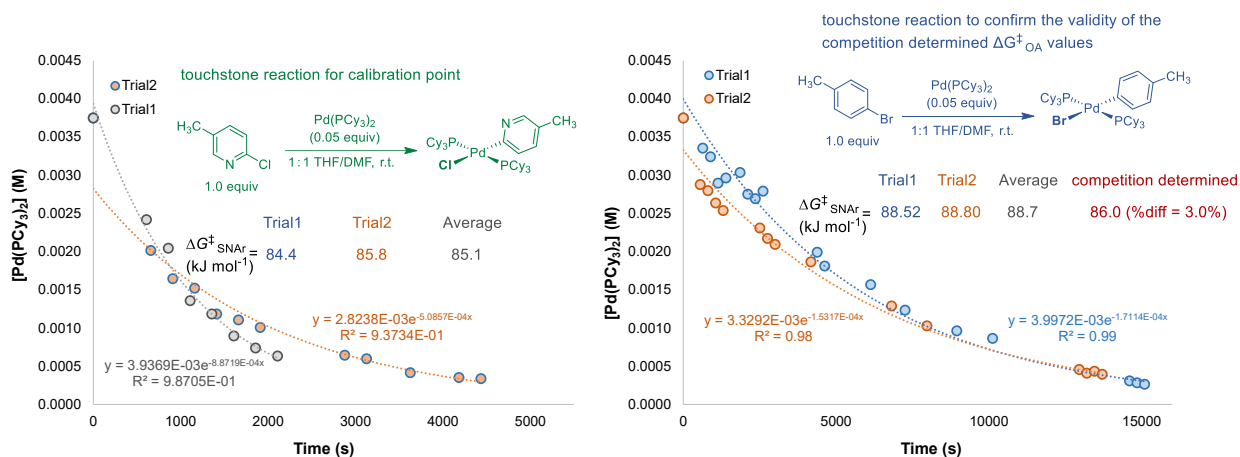 touchstone reaction to confirm the validity of the
competition determined ΔG‡OA values
0.0045
0.0040
0.0035
0.0030
0.0025
0.0020
0.0015
0.0010
0.0005
0.0000
[Pd(PCy3)2] (M)
0
1000
2000
3000
4000
5000
Time (s)
Trial2
Trial1
touchstone reaction for calibration point
H3C
N
Cl
1.0 equiv
Pd(PCy3)2
(0.05 equiv)
1:1 THF/DMF, r.t.
N
CH3
Cy3P
Pd
Cl
PCy3
Trial1 Trial2 Average
ΔG‡SNAr =
(kJ mol-1)
84.4 85.8 85.1
y = 2.8238E-03e-5.0857E-04x
R² = 9.3734E-01
y = 3.9369E-03e-8.8719E-04x
R² = 9.8705E-01
0.0045
0.0040
0.0035
0.0030
0.0025
0.0020
0.0015
0.0010
0.0005
0.0000
[Pd(PCy3)2] (M)
0
5000
10000
15000
Time (s)
Trial1
Trial2
H3C
Br
1.0 equiv
Pd(PCy3)2
(0.05 equiv)
1:1 THF/DMF, r.t.
CH3
Cy3P
Pd
Br
PCy3
Trial1 Trial2 Average competition determined
ΔG‡SNAr =
(kJ mol-1)
88.52 88.80 88.7 86.0 (%diff = 3.0%)
y = 3.3292E-03e-1.5317E-04x
R² = 0.98
y = 3.9972E-03e-1.7114E-04x
R² = 0.99